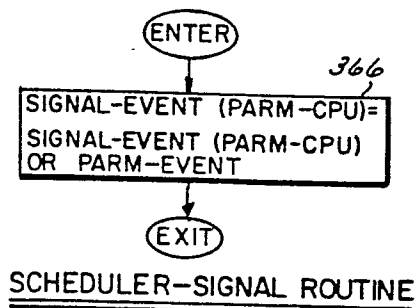 ENTER
366
SIGNAL-EVENT (PARM-CPU)=
SIGNAL-EVENT (PARM-CPU)
OR PARM-EVENT
EXIT
SCHEDULER-SIGNAL ROUTINE